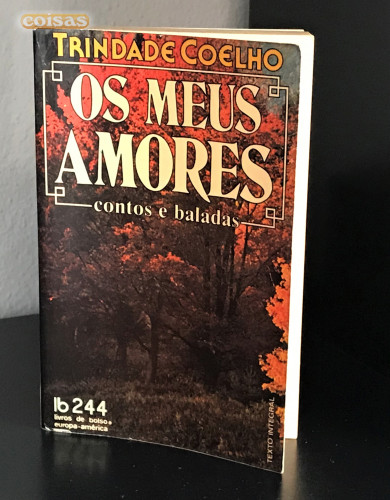 coisas
TRINDADE COELHO
OS MEUS
AMORES
contos e baladas
lb 244
livros de bolso
europa-américa
TEXTO INTEGRAL